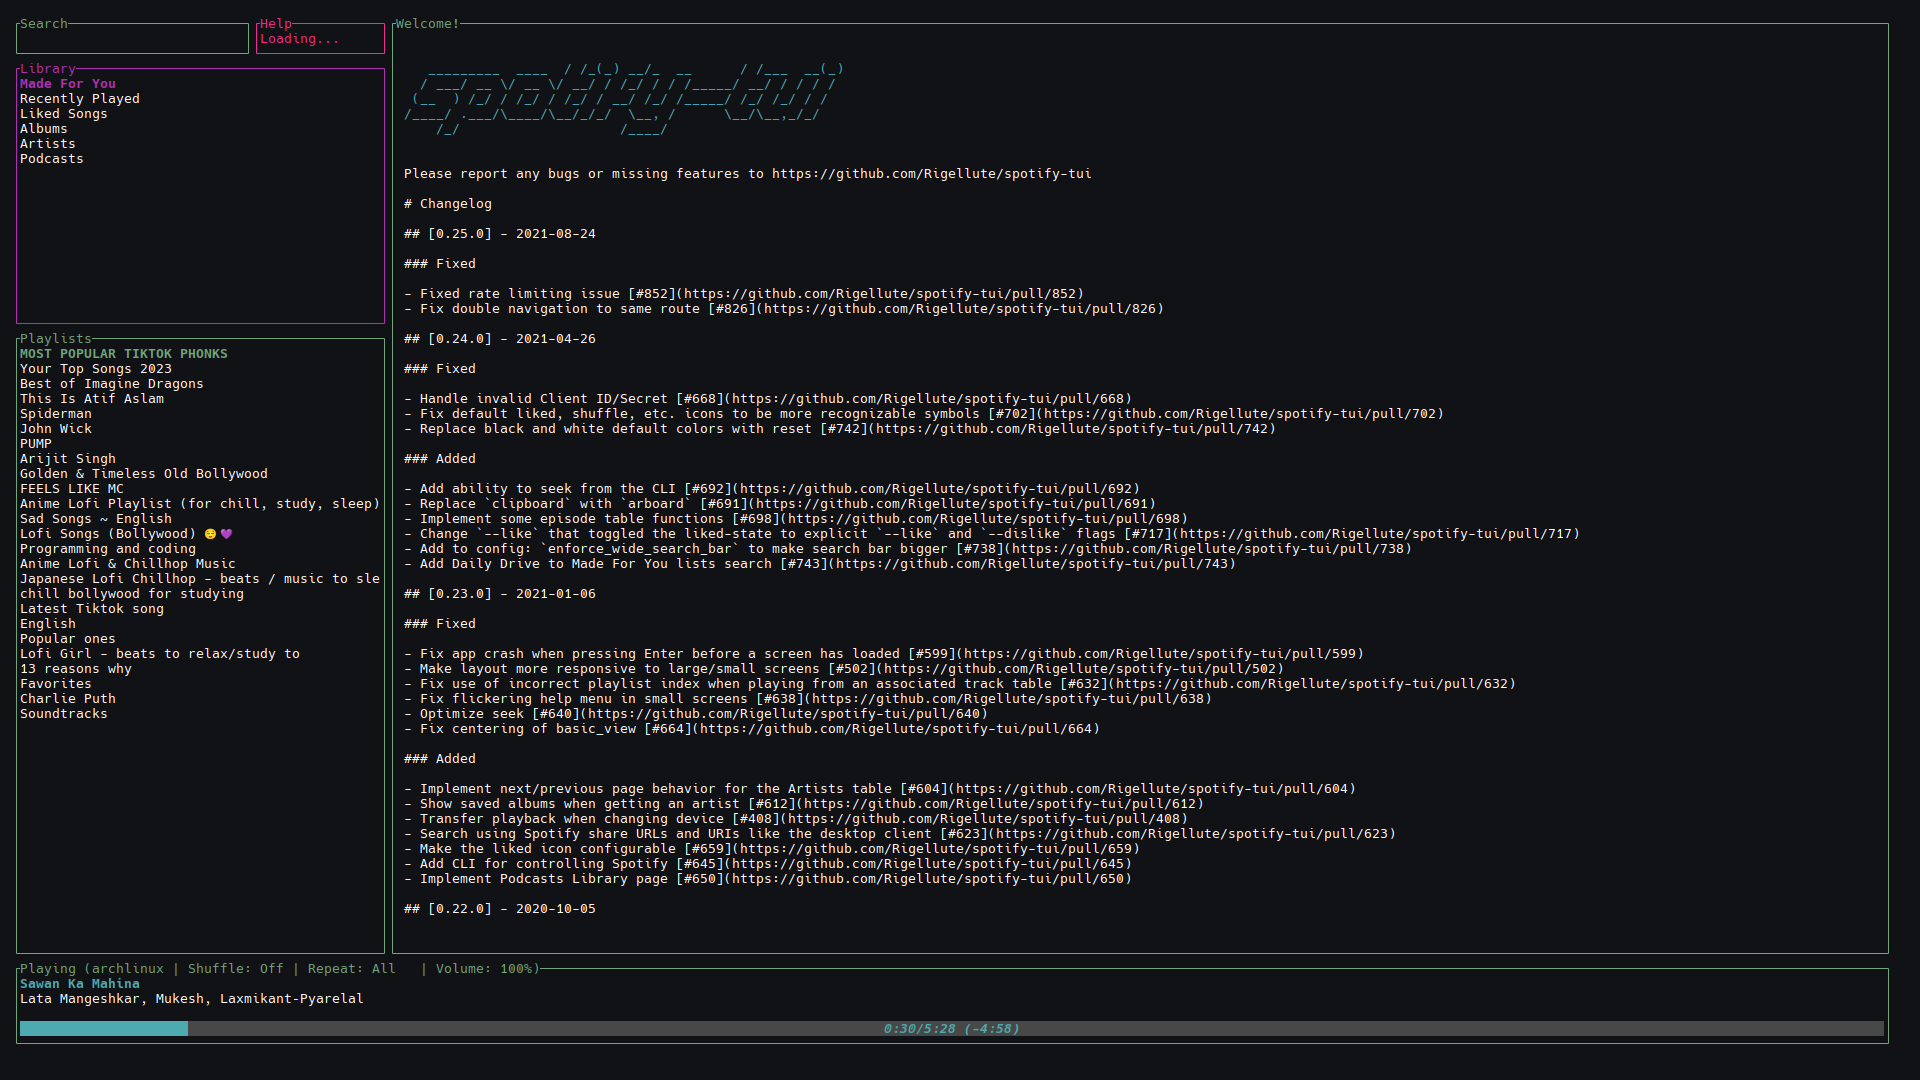 Search
Help
Loading...
Library
Made For You
Recently Played
Liked Songs
Albums
Artists
Podcasts
Playlists
MOST POPULAR TIKTOK PHONKS
Your Top Songs 2023
Best of Imagine Dragons
This Is Atif Aslam
Spiderman
John Wick
PUMP
Arijit Singh
Golden & Timeless Old Bollywood
FEELS LIKE MC
Anime Lofi Playlist (for chill, study, sleep)
Sad Songs ~ English
Lofi Songs (Bollywood) 😌💜
Programming and coding
Anime Lofi & Chillhop Music
Japanese Lofi Chillhop - beats / music to sle
chill bollywood for studying
Latest Tiktok song
English
Popular ones
Lofi Girl - beats to relax/study to
13 reasons why
Favorites
Charlie Puth
Soundtracks
Welcome!
spotify-tui
Please report any bugs or missing features to https://github.com/Rigellute/spotify-tui
# Changelog
## [0.25.0] - 2021-08-24
### Fixed
- Fixed rate limiting issue [#852](https://github.com/Rigellute/spotify-tui/pull/852)
- Fix double navigation to same route [#826](https://github.com/Rigellute/spotify-tui/pull/826)
## [0.24.0] - 2021-04-26
### Fixed
- Handle invalid Client ID/Secret [#668](https://github.com/Rigellute/spotify-tui/pull/668)
- Fix default liked, shuffle, etc. icons to be more recognizable symbols [#702](https://github.com/Rigellute/spotify-tui/pull/702)
- Replace black and white default colors with reset [#742](https://github.com/Rigellute/spotify-tui/pull/742)
### Added
- Add ability to seek from the CLI [#692](https://github.com/Rigellute/spotify-tui/pull/692)
- Replace `clipboard` with `arboard` [#691](https://github.com/Rigellute/spotify-tui/pull/691)
- Implement some episode table functions [#698](https://github.com/Rigellute/spotify-tui/pull/698)
- Change `--like` that toggled the liked-state to explicit `--like` and `--dislike` flags [#717](https://github.com/Rigellute/spotify-tui/pull/717)
- Add to config: `enforce_wide_search_bar` to make search bar bigger [#738](https://github.com/Rigellute/spotify-tui/pull/738)
- Add Daily Drive to Made For You lists search [#743](https://github.com/Rigellute/spotify-tui/pull/743)
## [0.23.0] - 2021-01-06
### Fixed
- Fix app crash when pressing Enter before a screen has loaded [#599](https://github.com/Rigellute/spotify-tui/pull/599)
- Make layout more responsive to large/small screens [#502](https://github.com/Rigellute/spotify-tui/pull/502)
- Fix use of incorrect playlist index when playing from an associated track table [#632](https://github.com/Rigellute/spotify-tui/pull/632)
- Fix flickering help menu in small screens [#638](https://github.com/Rigellute/spotify-tui/pull/638)
- Optimize seek [#640](https://github.com/Rigellute/spotify-tui/pull/640)
- Fix centering of basic_view [#664](https://github.com/Rigellute/spotify-tui/pull/664)
### Added
- Implement next/previous page behavior for the Artists table [#604](https://github.com/Rigellute/spotify-tui/pull/604)
- Show saved albums when getting an artist [#612](https://github.com/Rigellute/spotify-tui/pull/612)
- Transfer playback when changing device [#408](https://github.com/Rigellute/spotify-tui/pull/408)
- Search using Spotify share URLs and URIs like the desktop client [#623](https://github.com/Rigellute/spotify-tui/pull/623)
- Make the liked icon configurable [#659](https://github.com/Rigellute/spotify-tui/pull/659)
- Add CLI for controlling Spotify [#645](https://github.com/Rigellute/spotify-tui/pull/645)
- Implement Podcasts Library page [#650](https://github.com/Rigellute/spotify-tui/pull/650)
## [0.22.0] - 2020-10-05
Playing (archlinux | Shuffle: Off | Repeat: All   | Volume: 100%)
Sawan Ka Mahina
Lata Mangeshkar, Mukesh, Laxmikant-Pyarelal
0:30/5:28 (-4:58)